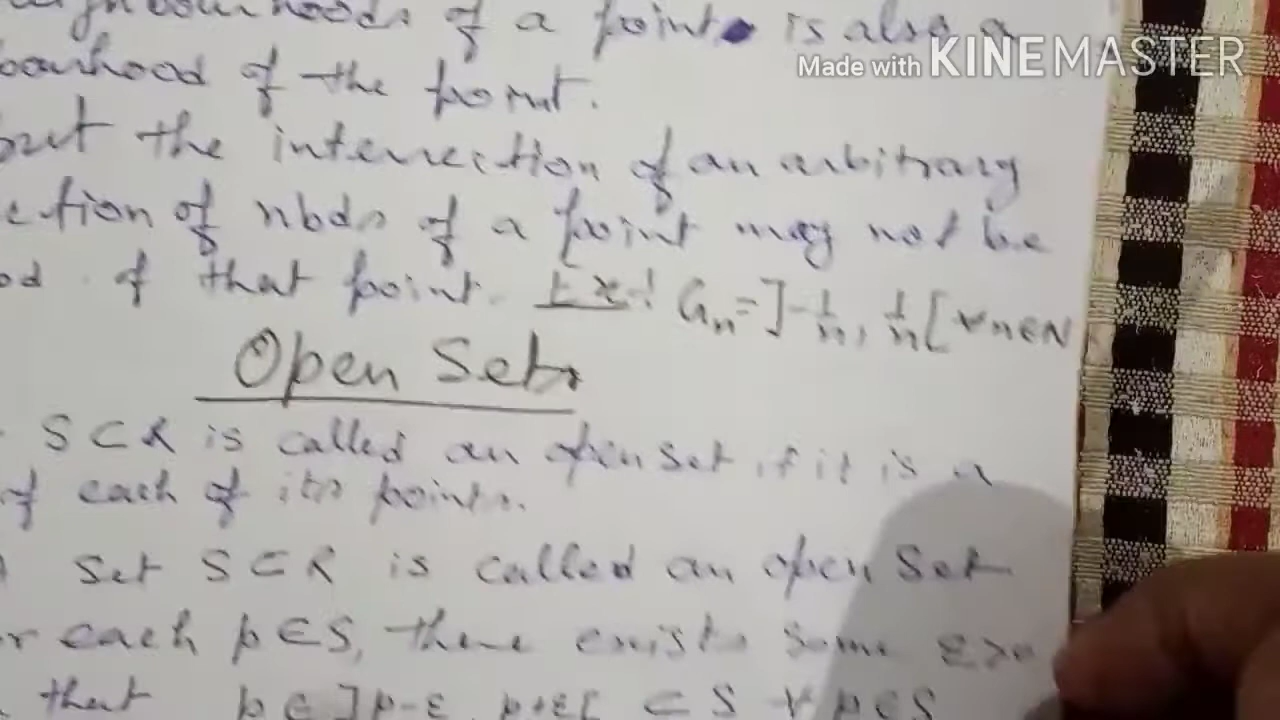 ighbourhoods of a point is also a
bourhood of the point.
but the intersection of an arbitrary
ection of nbds of a point may not be
od of that point. Ex! Gn = ]-1/n, 1/n[ ∀n∈N
Open Sets
S⊂R is called an open set if it is a
of each of its points.
Set S⊂R is called an open Set
or each p∈S, there exists some ε>0
that p∈]p-ε, p+ε[ ⊂ S ∀ p∈S
Made with KINEMASTER